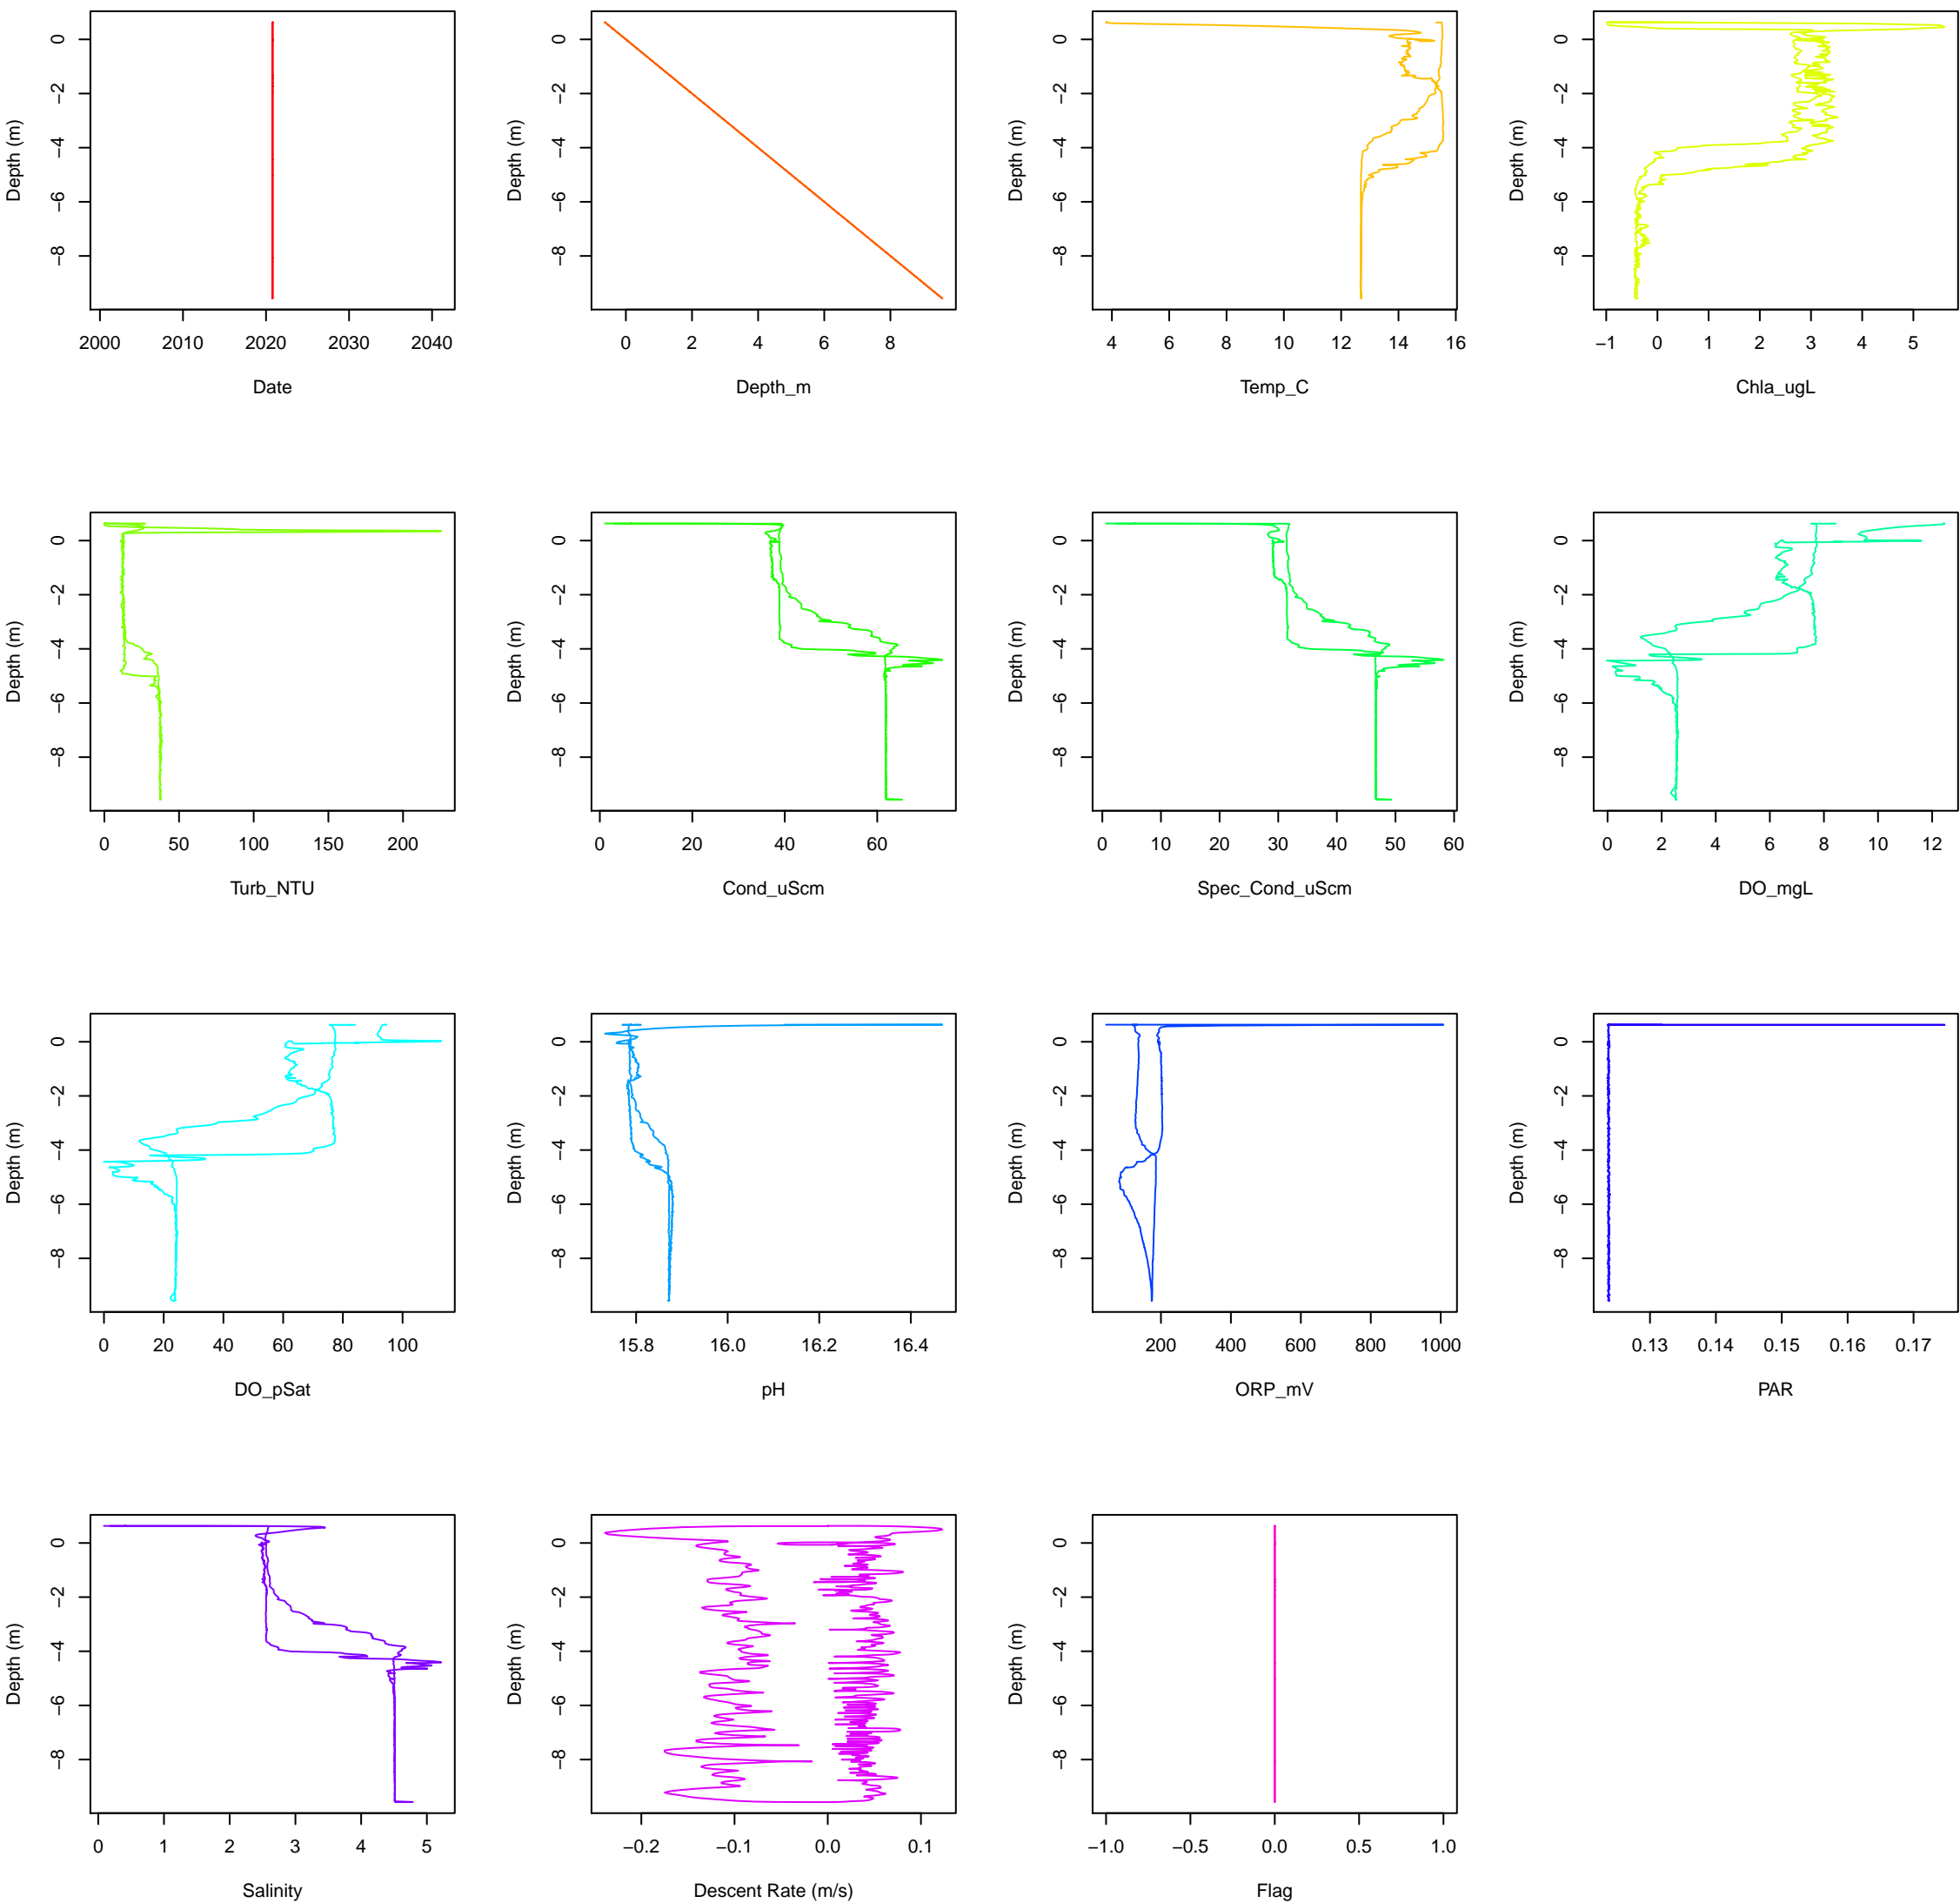 Depth (m)
0
−2
−4
−6
−8
2000 2010 2020 2030 2040
Date
Depth (m)
0
−2
−4
−6
−8
0 2 4 6 8
Depth_m
Depth (m)
0
−2
−4
−6
−8
4 6 8 10 12 14 16
Temp_C
Depth (m)
0
−2
−4
−6
−8
−1 0 1 2 3 4 5
Chla_ugL
Depth (m)
0
−2
−4
−6
−8
0 50 100 150 200
Turb_NTU
Depth (m)
0
−2
−4
−6
−8
0 20 40 60
Cond_uScm
Depth (m)
0
−2
−4
−6
−8
0 10 20 30 40 50 60
Spec_Cond_uScm
Depth (m)
0
−2
−4
−6
−8
0 2 4 6 8 10 12
DO_mgL
Depth (m)
0
−2
−4
−6
−8
0 20 40 60 80 100
DO_pSat
Depth (m)
0
−2
−4
−6
−8
15.8 16.0 16.2 16.4
pH
Depth (m)
0
−2
−4
−6
−8
200 400 600 800 1000
ORP_mV
Depth (m)
0
−2
−4
−6
−8
0.13 0.14 0.15 0.16 0.17
PAR
Depth (m)
0
−2
−4
−6
−8
0 1 2 3 4 5
Salinity
Depth (m)
0
−2
−4
−6
−8
−0.2 −0.1 0.0 0.1
Descent Rate (m/s)
Depth (m)
0
−2
−4
−6
−8
−1.0 −0.5 0.0 0.5 1.0
Flag